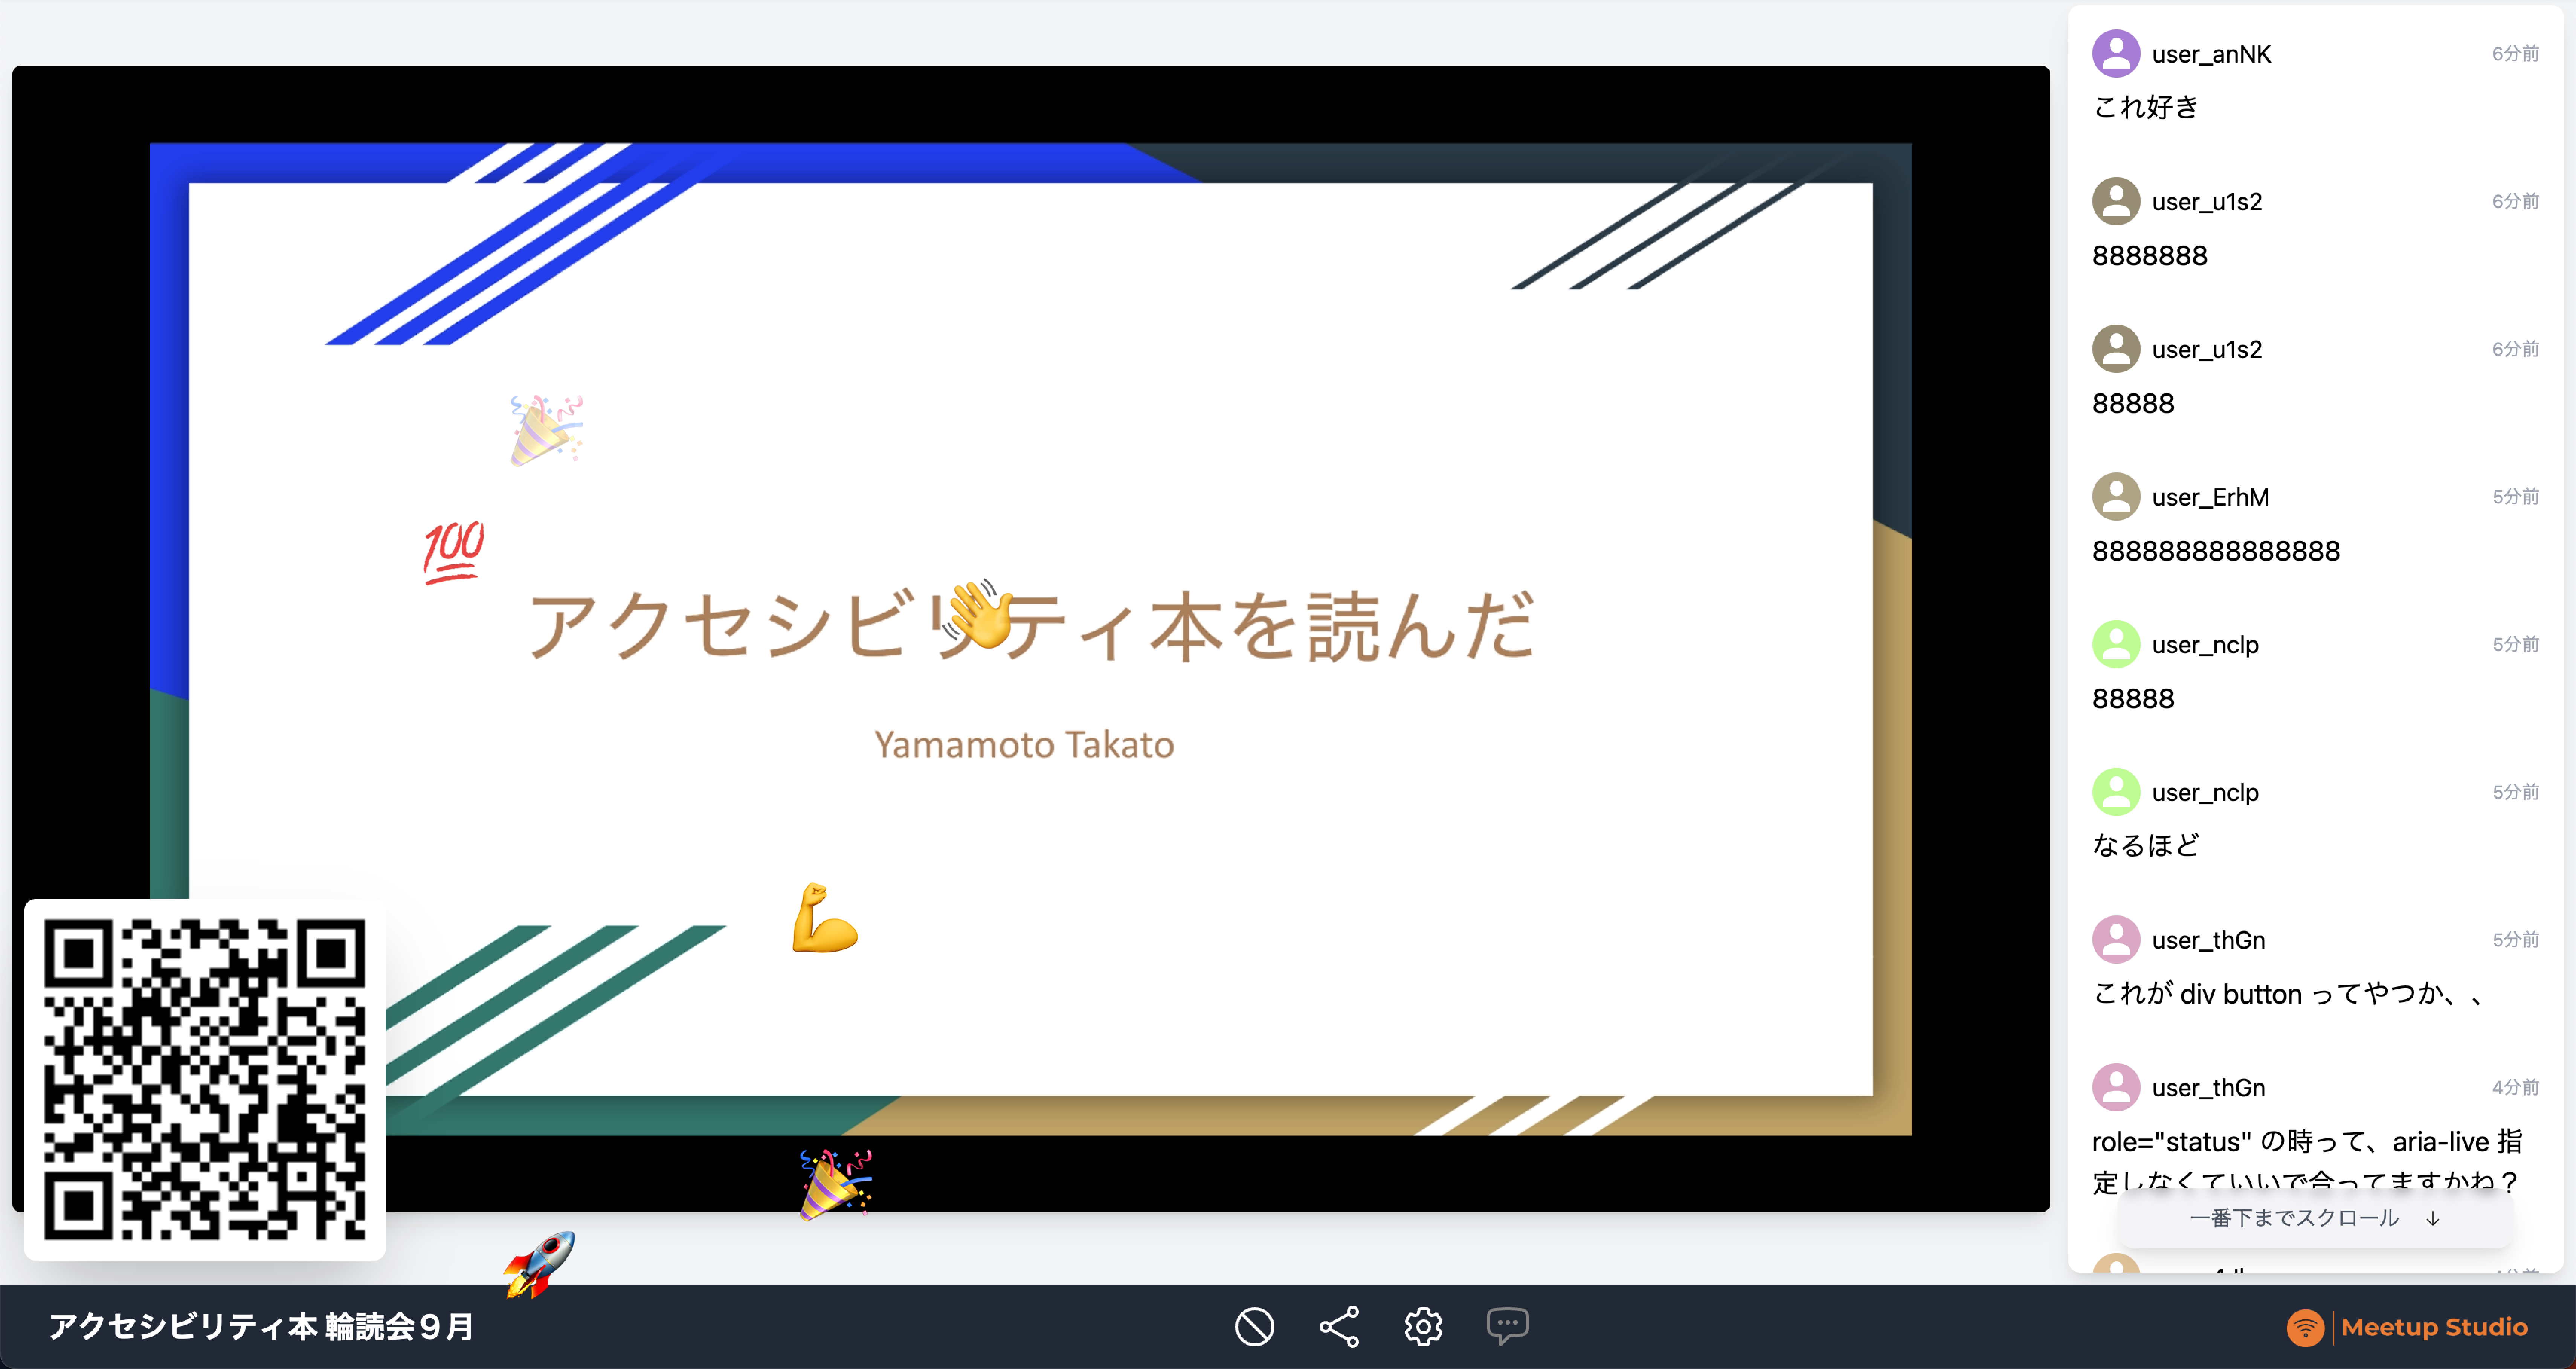 アクセシビリティ本を読んだ
Yamamoto Takato
user_anNK 6分前
これ好き
user_u1s2 6分前
8888888
user_u1s2 6分前
88888
user_ErhM 5分前
888888888888888
user_nclp 5分前
88888
user_nclp 5分前
なるほど
user_thGn 5分前
これが div button ってやつか、、
user_thGn 4分前
role="status" の時って、aria-live 指
定しなくていいで合ってますかね？
一番下までスクロール ↓
アクセシビリティ本 輪読会９月
Meetup Studio